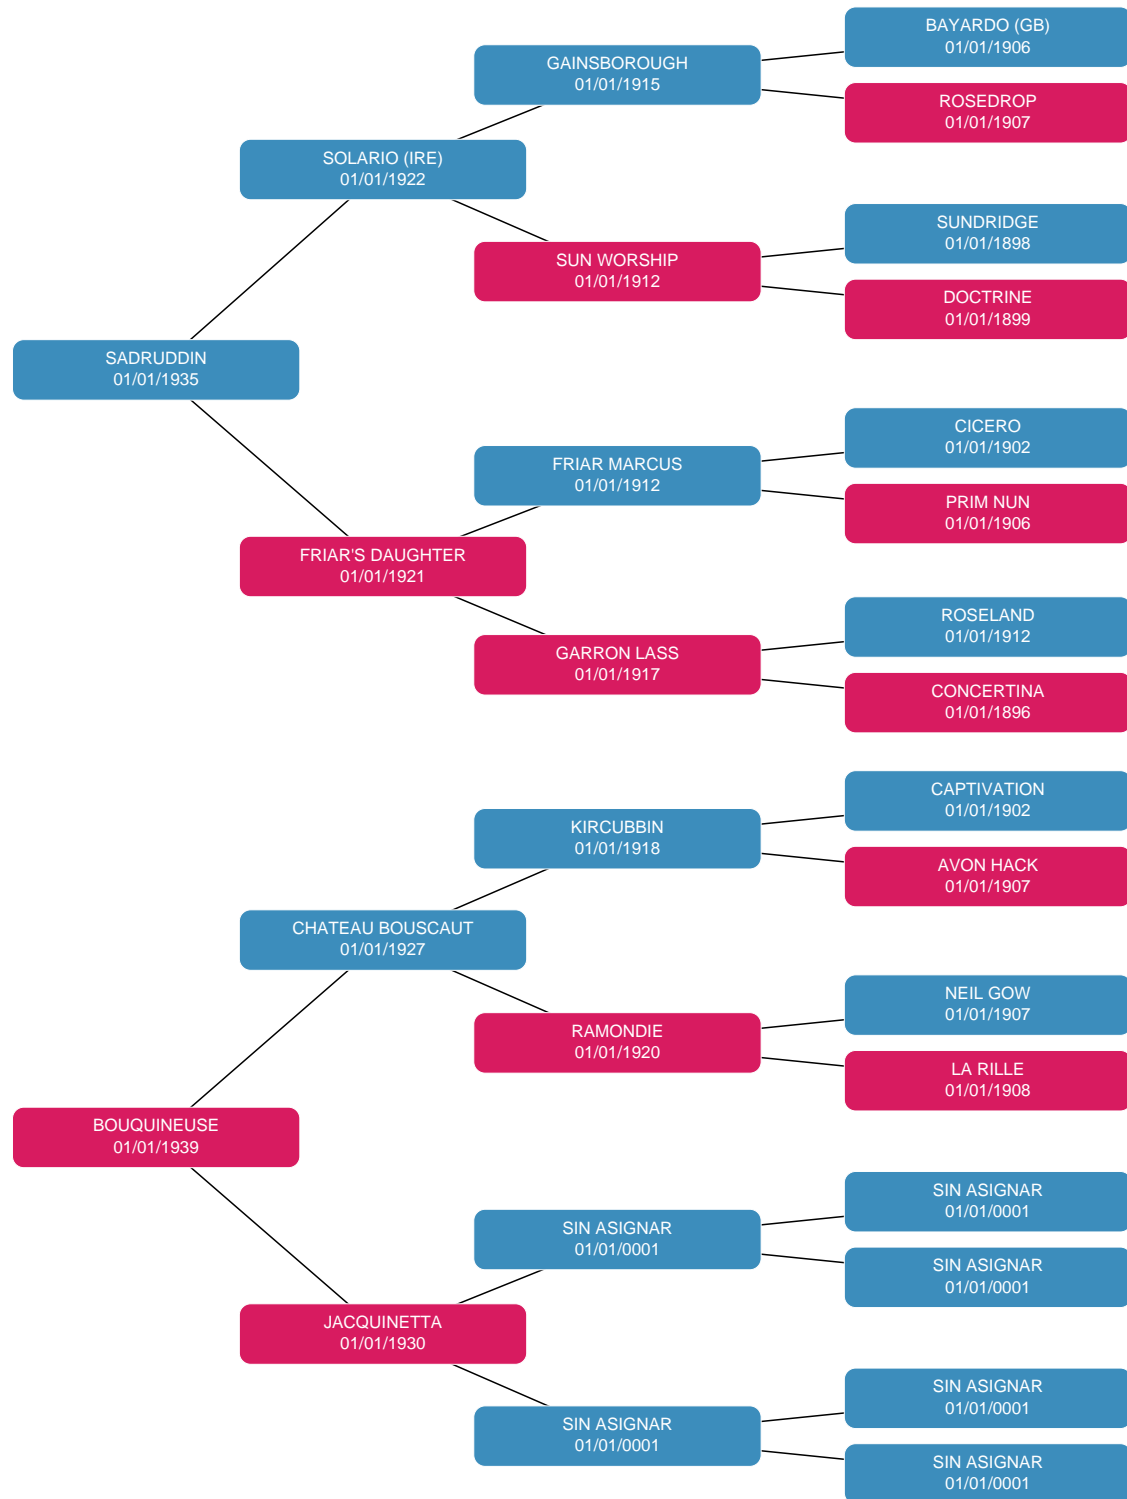 BAYARDO (GB)
01/01/1906
GAINSBOROUGH
01/01/1915
ROSEDROP
01/01/1907
SOLARIO (IRE)
01/01/1922
SUNDRIDGE
01/01/1898
SUN WORSHIP
01/01/1912
DOCTRINE
01/01/1899
SADRUDDIN
01/01/1935
CICERO
01/01/1902
FRIAR MARCUS
01/01/1912
PRIM NUN
01/01/1906
FRIAR'S DAUGHTER
01/01/1921
ROSELAND
01/01/1912
GARRON LASS
01/01/1917
CONCERTINA
01/01/1896
CAPTIVATION
01/01/1902
KIRCUBBIN
01/01/1918
AVON HACK
01/01/1907
CHATEAU BOUSCAUT
01/01/1927
NEIL GOW
01/01/1907
RAMONDIE
01/01/1920
LA RILLE
01/01/1908
BOUQUINEUSE
01/01/1939
SIN ASIGNAR
01/01/0001
SIN ASIGNAR
01/01/0001
SIN ASIGNAR
01/01/0001
JACQUINETTA
01/01/1930
SIN ASIGNAR
01/01/0001
SIN ASIGNAR
01/01/0001
SIN ASIGNAR
01/01/0001